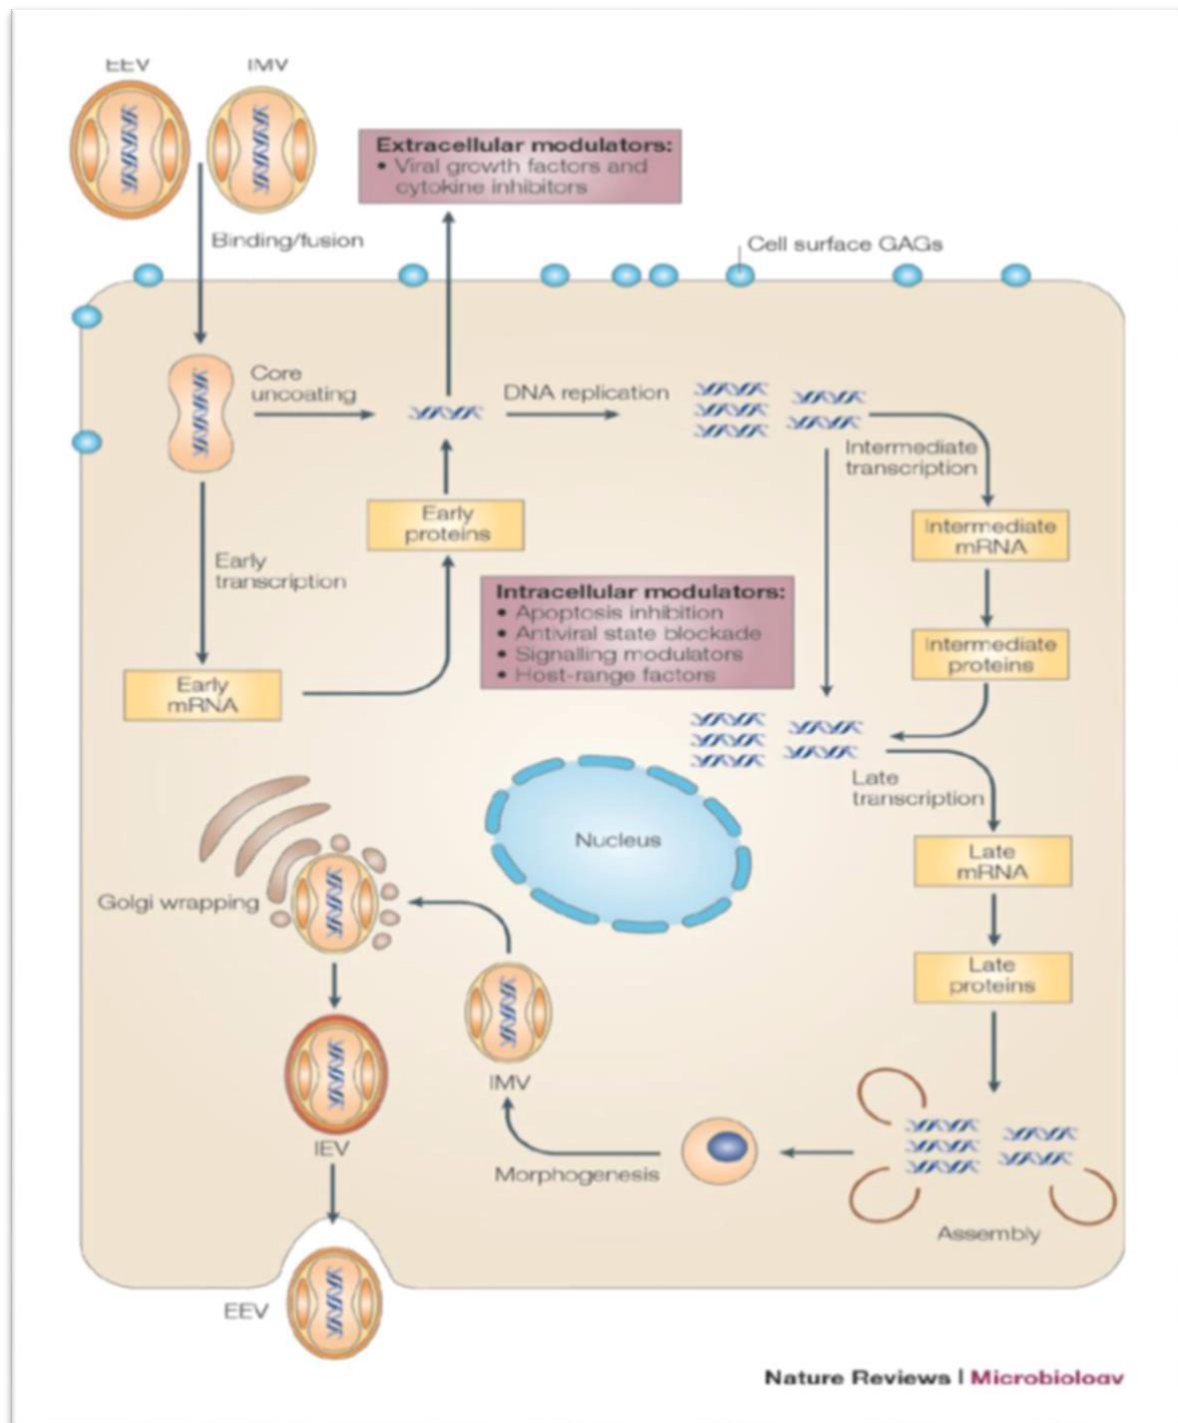 EEV
IMV
Extracellular modulators:
• Viral growth factors and
cytokine inhibitors
Binding/fusion
Cell surface GAGs
Core
uncoating
DNA replication
Intermediate
transcription
Early
proteins
Intermediate
mRNA
Early
transcription
Intracellular modulators:
• Apoptosis inhibition
• Antiviral state blockade
• Signalling modulators
• Host-range factors
Intermediate
proteins
Early
mRNA
Late
transcription
Nucleus
Late
mRNA
Golgi wrapping
Late
proteins
IMV
IEV
Morphogenesis
Assembly
EEV
Nature Reviews | Microbiology